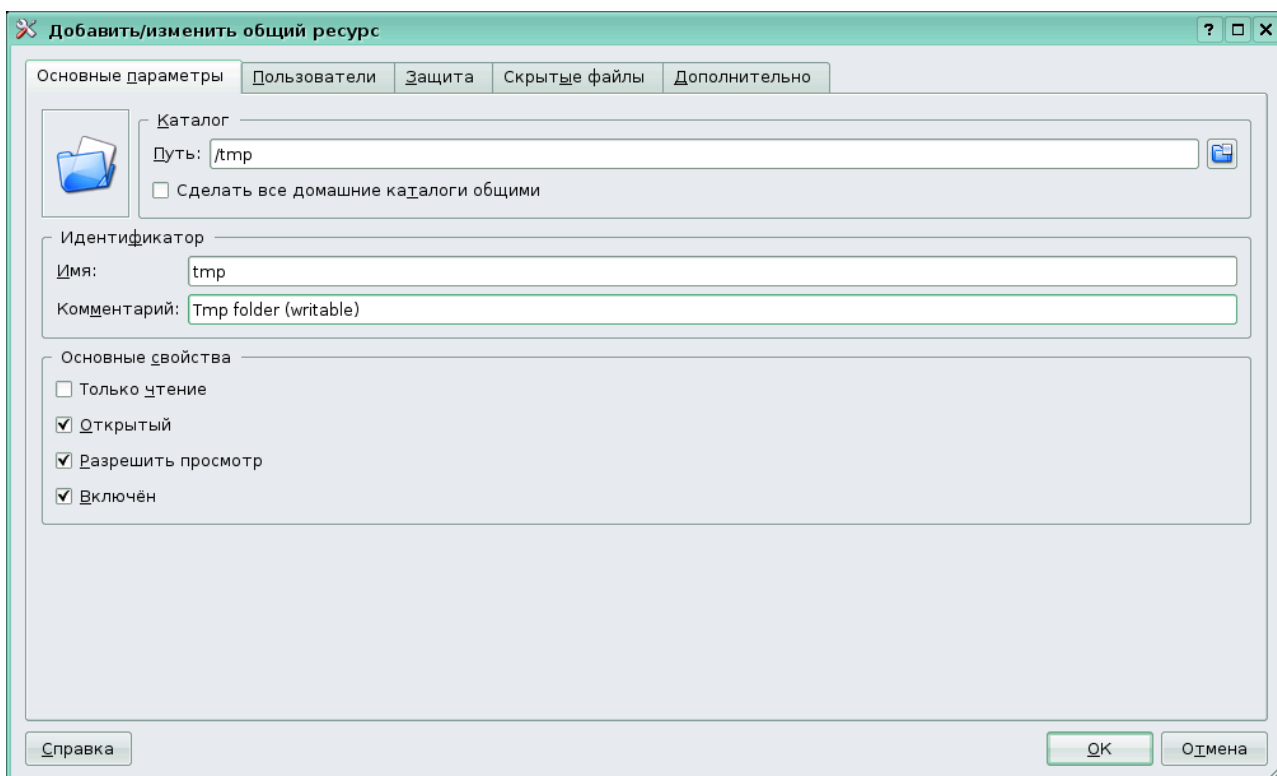 Добавить/изменить общий ресурс
Основные параметры Пользователи Защита Скрытые файлы Дополнительно
Каталог
Путь: /tmp
Сделать все домашние каталоги общими
Идентификатор
Имя: tmp
Комментарий: Tmp folder (writable)
Основные свойства
Только чтение
Открытый
Разрешить просмотр
Включён
Справка OK Отмена